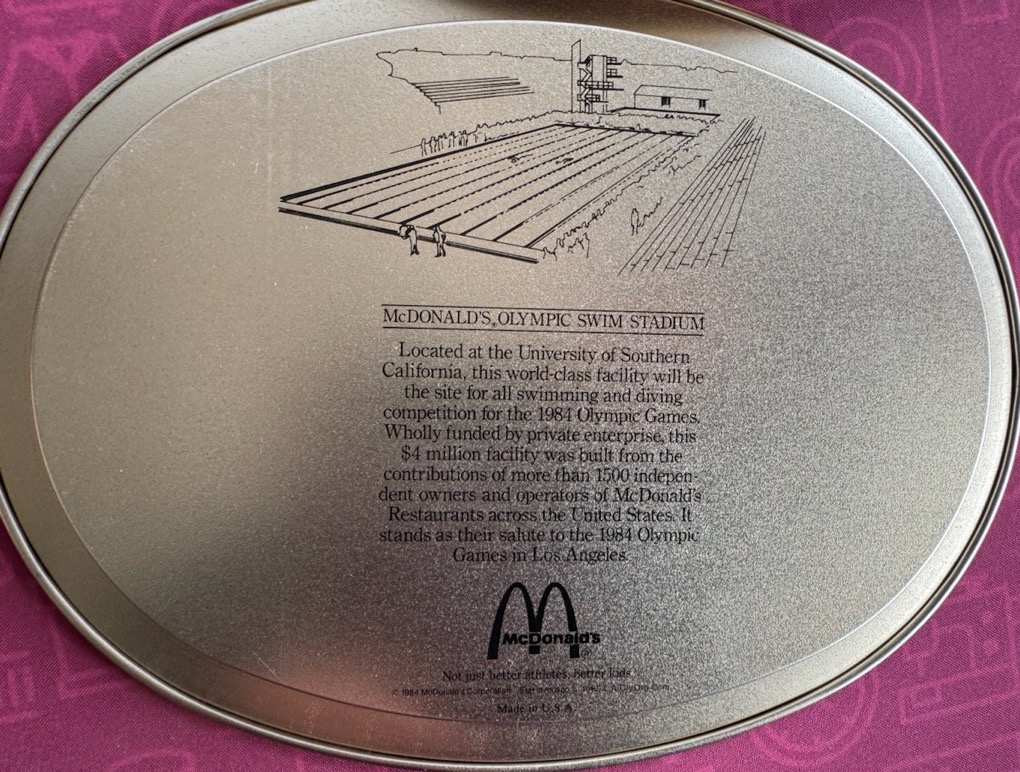 McDONALD'S® OLYMPIC SWIM STADIUM
Located at the University of Southern
California, this world-class facility will be
the site for all swimming and diving
competition for the 1984 Olympic Games.
Wholly funded by private enterprise, this
$4 million facility was built from the
contributions of more than 1500 indepen-
dent owners and operators of McDonald's
Restaurants across the United States. It
stands as their salute to the 1984 Olympic
Games in Los Angeles.
McDonald's
Not just better athletes, better kids.
© 1984 McDonald's Corporation
Made in U.S.A.